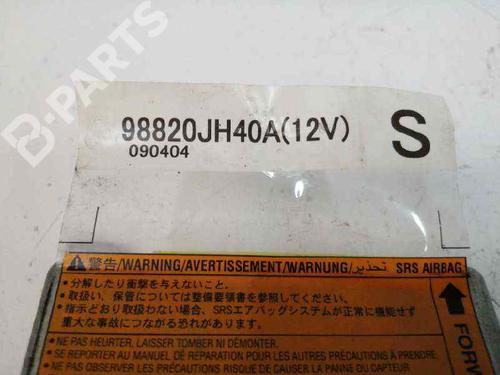 B-PARTS
98820JH40A(12V)
090404
S
警告/WARNING/AVERTISSEMENT/WARNUNG/تحذير SRS AIRBAG
•分解したり衝撃を与えないこと。
•取扱い、保管については整備要領書を参照してください。
•指示どおり取扱わない場合、SRSエアバッグシステムが正常に機能せず
重大な事故につながる恐れがあります。
•NE PAS HEURTER, LAISSER TOMBER NI DÉMONTER.
•SE REPORTER AU MANUEL DE RÉPARATION POUR LES
•NE PAS OBSERVER LES PRÉCAUTIONS RISQUE DE CAUSER LA PANNE DU CAPTEUR
FORW